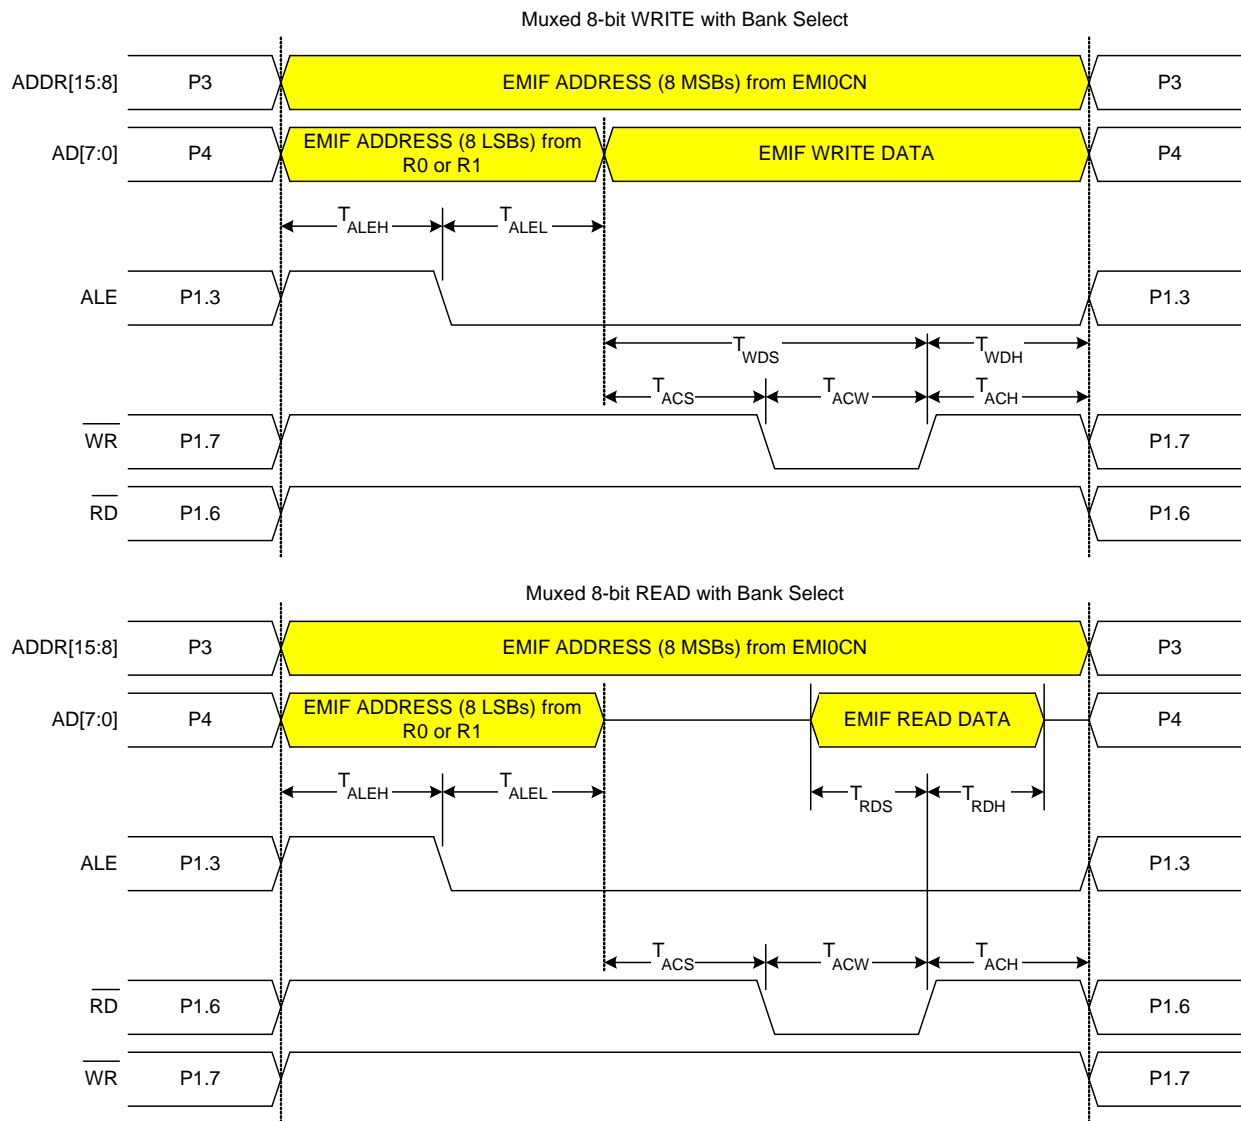 Muxed 8-bit WRITE with Bank Select
ADDR[15:8] P3 EMIF ADDRESS (8 MSBs) from EMI0CN P3
AD[7:0] P4 EMIF ADDRESS (8 LSBs) from
R0 or R1 EMIF WRITE DATA P4
TALEH TALEL
ALE P1.3 P1.3
TWDS TWDH
TACS TACW TACH
WR P1.7 P1.7
RD P1.6 P1.6
Muxed 8-bit READ with Bank Select
ADDR[15:8] P3 EMIF ADDRESS (8 MSBs) from EMI0CN P3
AD[7:0] P4 EMIF ADDRESS (8 LSBs) from
R0 or R1 EMIF READ DATA P4
TALEH TALEL TRDS TRDH
ALE P1.3 P1.3
TACS TACW TACH
RD P1.6 P1.6
WR P1.7 P1.7